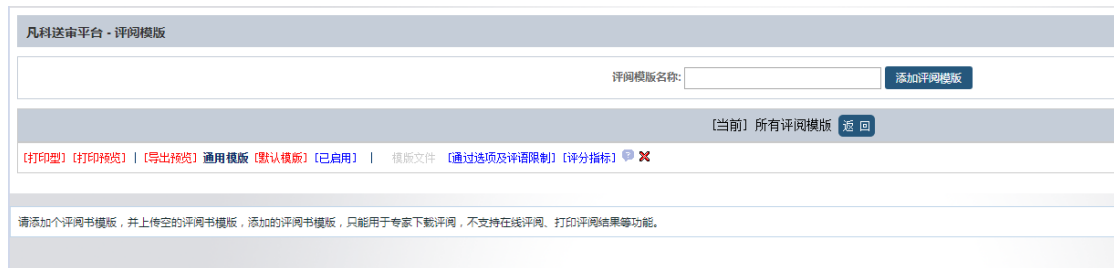 凡科送审平台 - 评阅模版
评阅模版名称: 添加评阅模版
[当前] 所有评阅模版 返 回
[打印型] [打印预览] | [导出预览] 通用模版 [默认模版] [已启用] | 模版文件 [通过选项及评语限制] [评分指标]
请添加个评阅书模版，并上传空的评阅书模版，添加的评阅书模版，只能用于专家下载评阅，不支持在线评阅、打印评阅结果等功能。